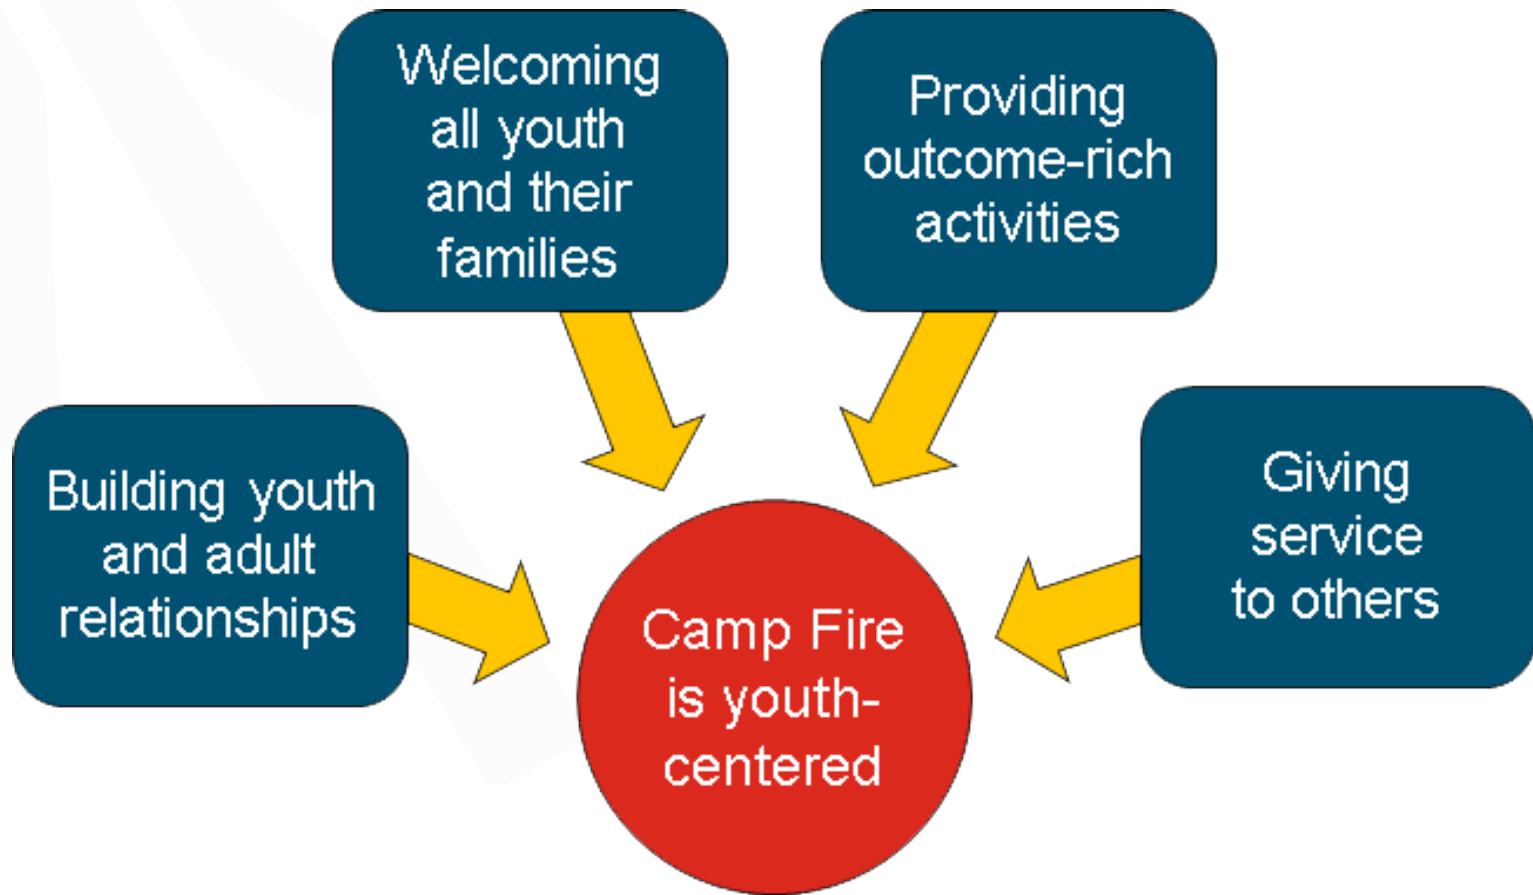 Welcoming
all youth
and their
families
Providing
outcome-rich
activities
Building youth
and adult
relationships
Giving
service
to others
Camp Fire
is youth-
centered